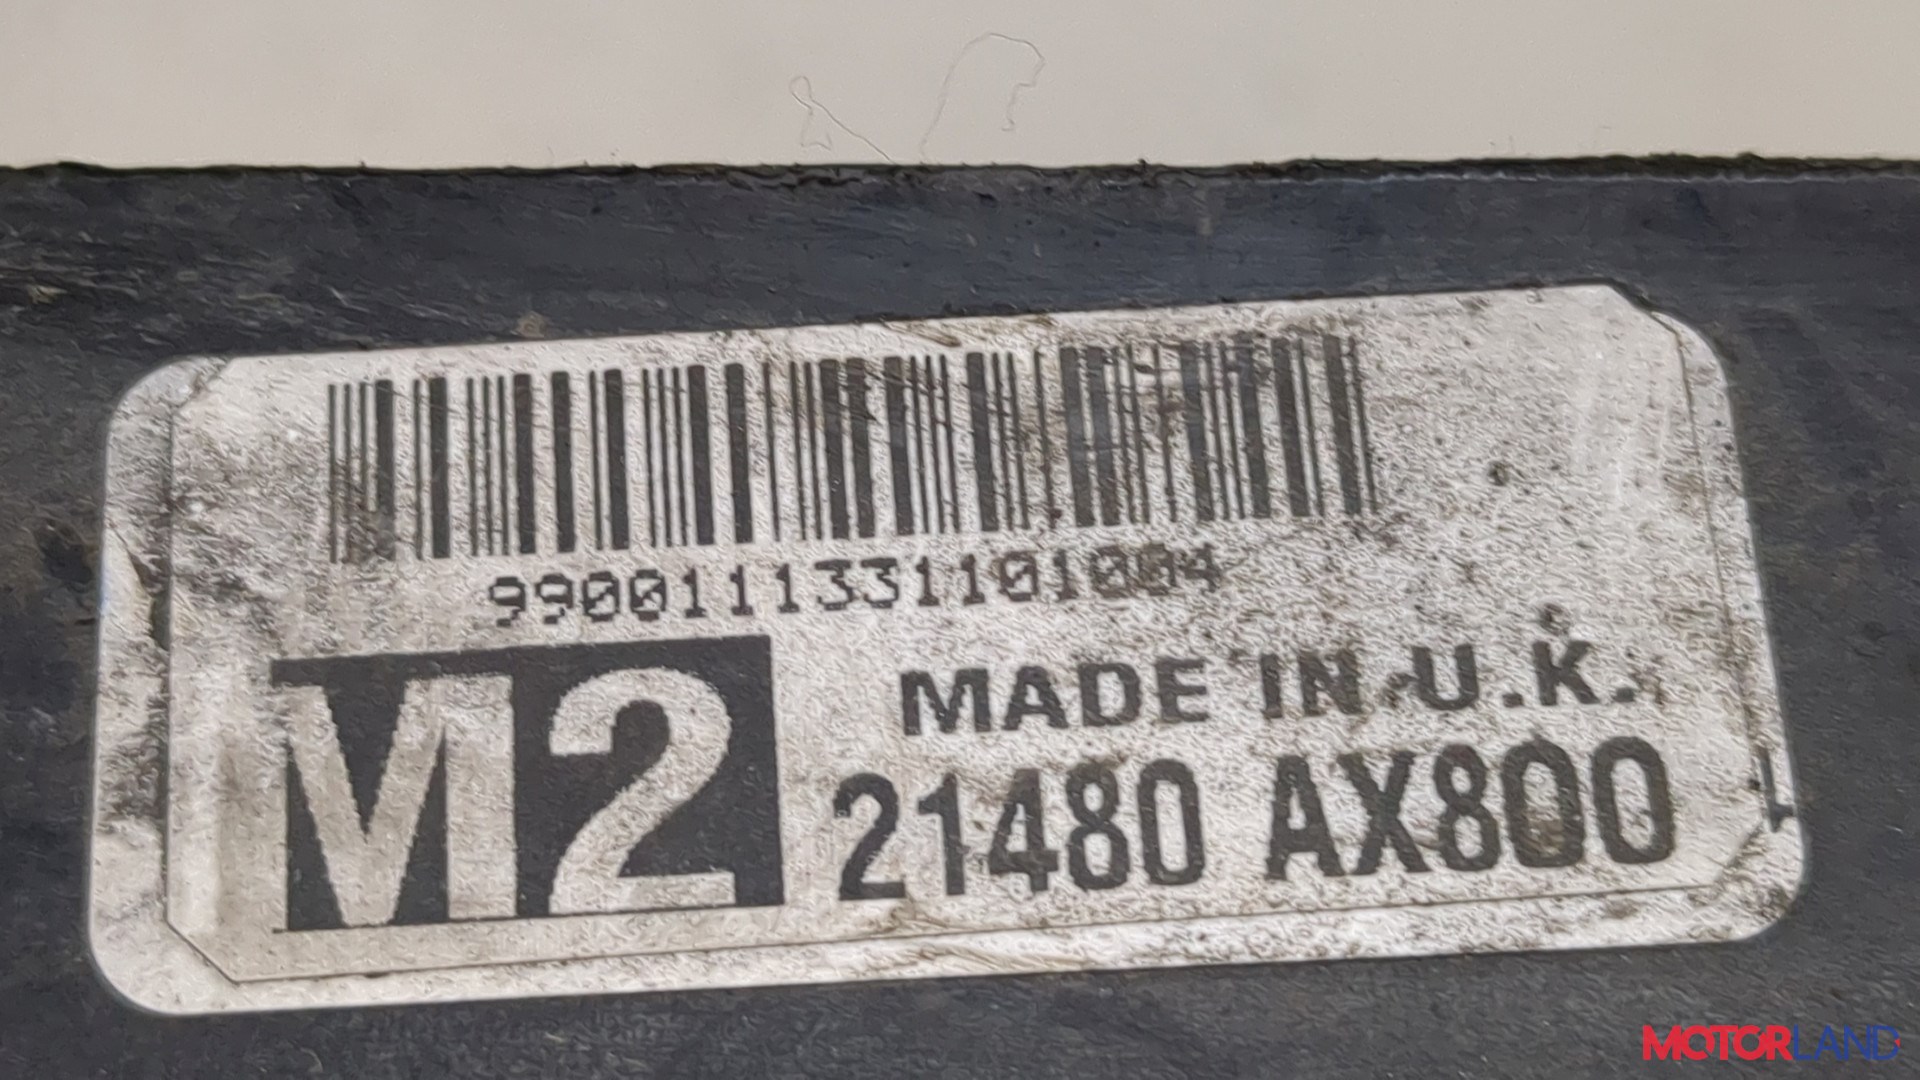 9900111331101004
M2
MADE IN U.K.
21480 AX800
MOTORLAND